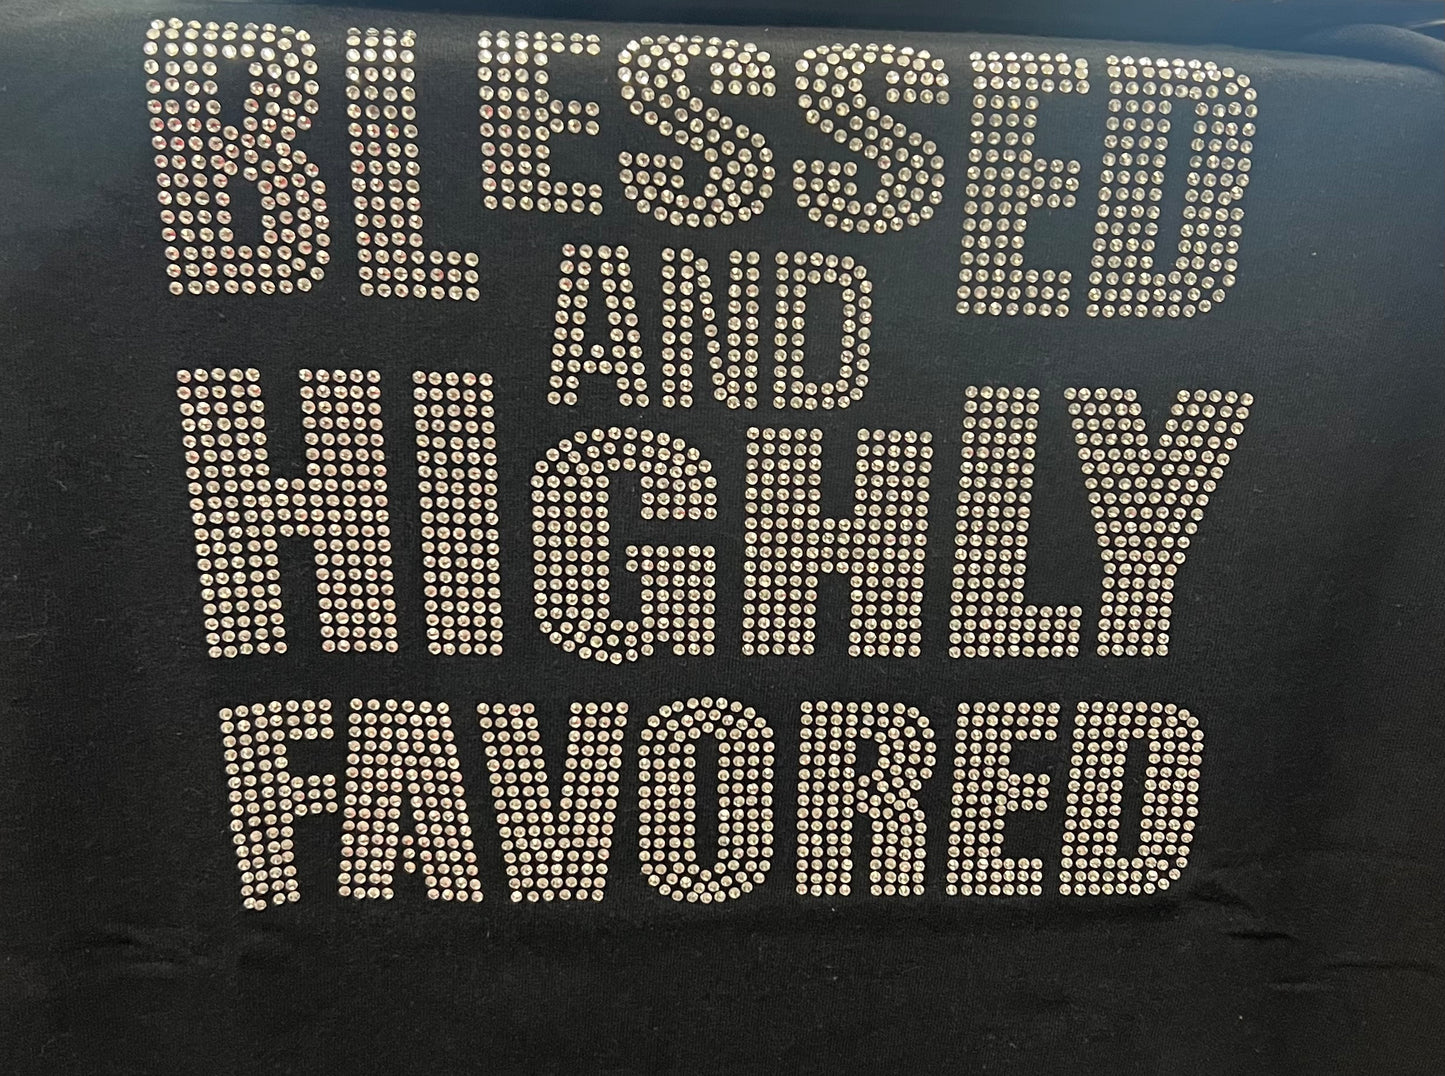 BLESSED
AND
HIGHLY
FAVORED